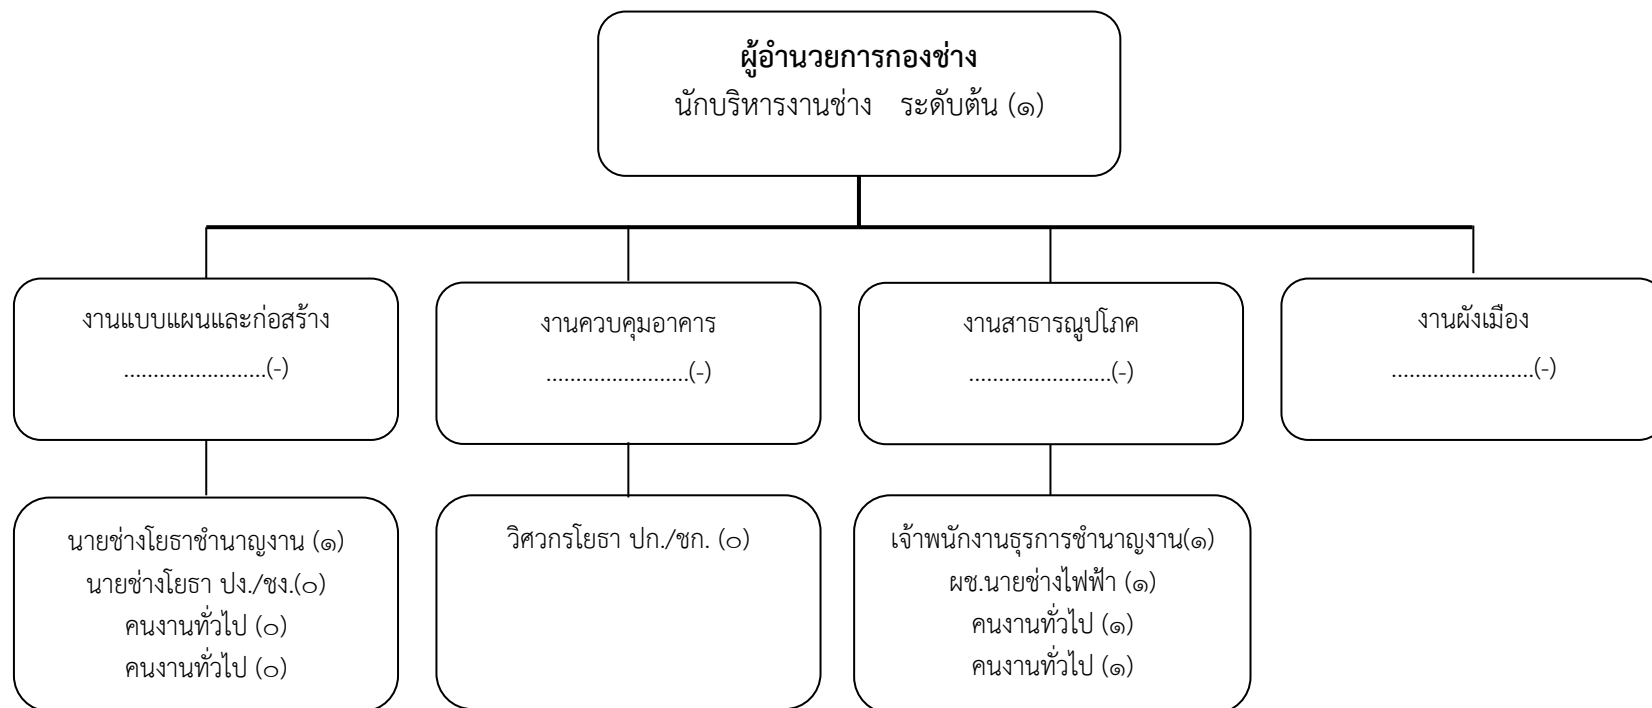 ผู้อำนวยการกองช่าง
นักบริหารงานช่าง ระดับต้น (๑)
งานแบบแผนและก่อสร้าง
........................(-)
งานควบคุมอาคาร
........................(-)
งานสาธารณูปโภค
........................(-)
งานผังเมือง
........................(-)
นายช่างโยธาชำนาญงาน (๑)
นายช่างโยธา ปง./ชง.(๐)
คนงานทั่วไป (๐)
คนงานทั่วไป (๐)
วิศวกรโยธา ปก./ชก. (๐)
เจ้าพนักงานธุรการชำนาญงาน(๑)
ผช.นายช่างไฟฟ้า (๑)
คนงานทั่วไป (๑)
คนงานทั่วไป (๑)